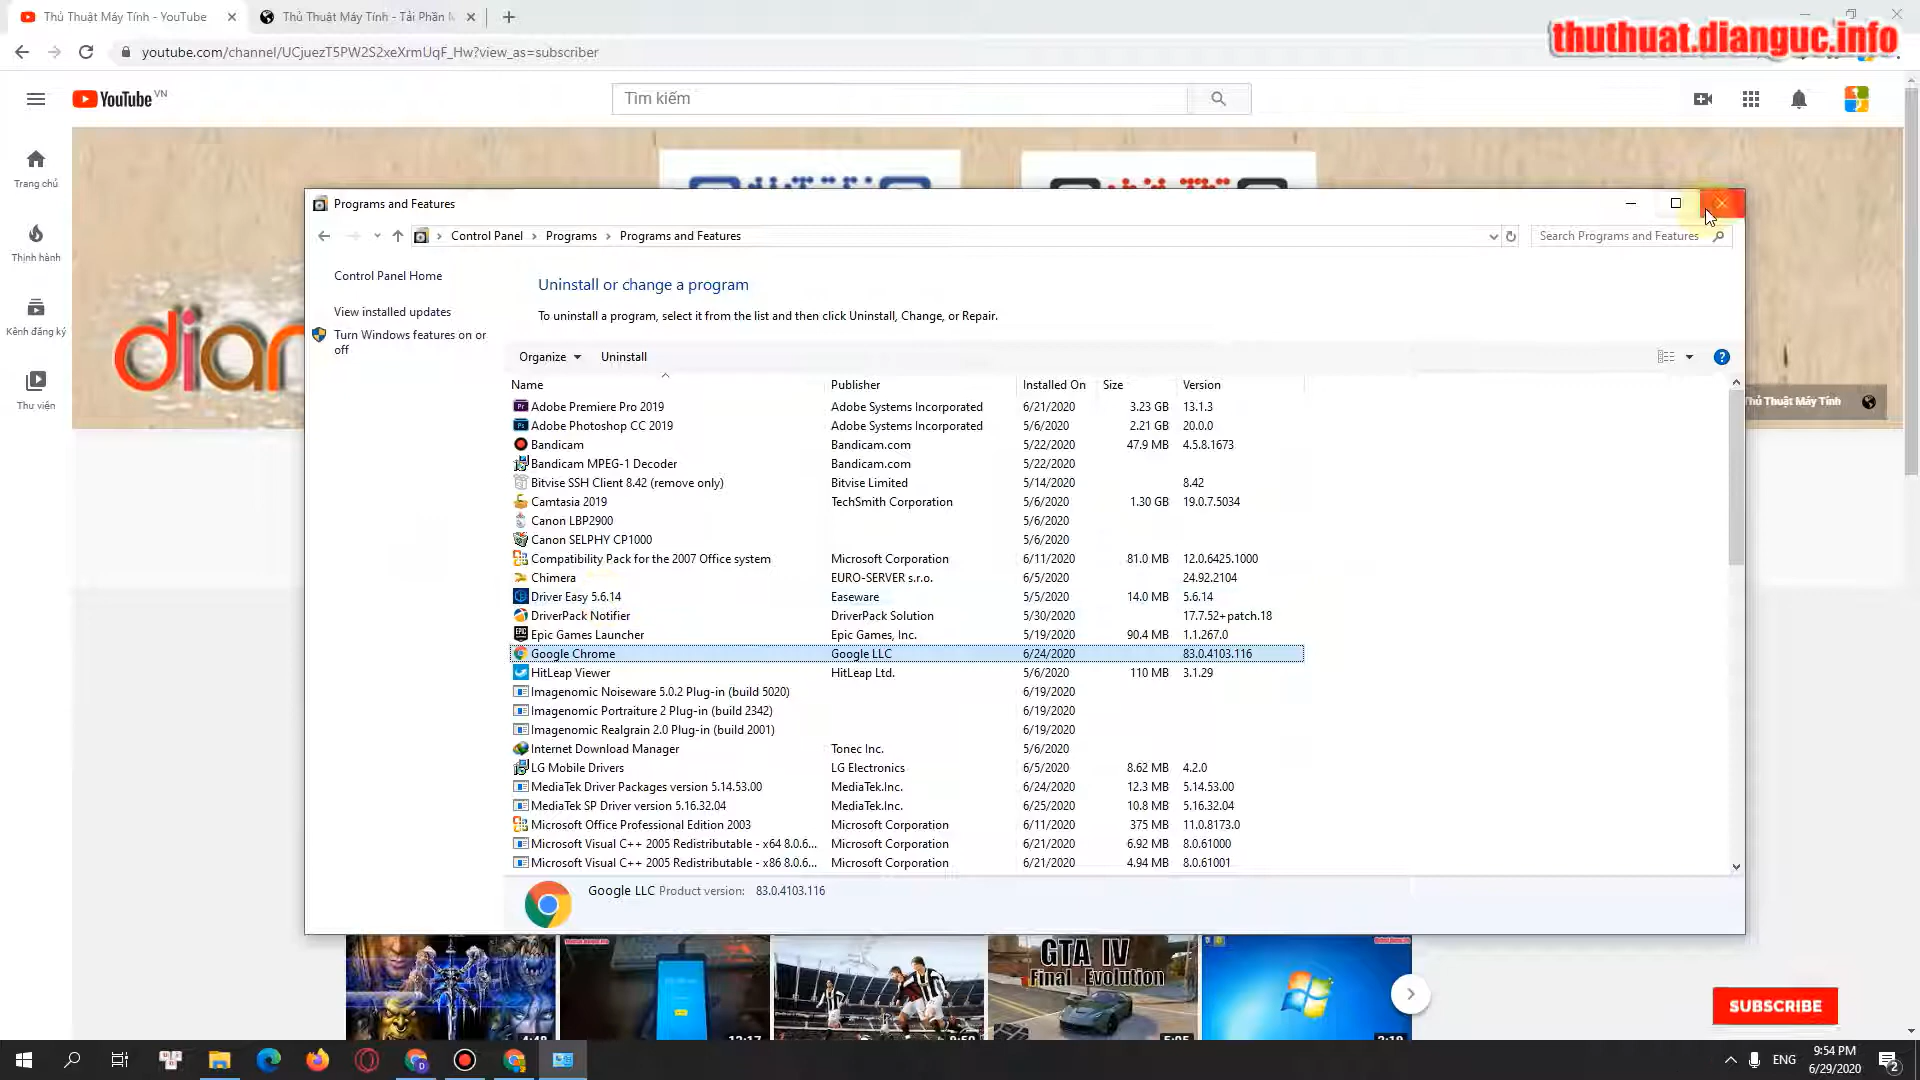 Thủ Thuật Máy Tính - YouTube
Thủ Thuật Máy Tính - Tải Phần
thuthuat.dianguc.info
youtube.com/channel/UCjuezT5PW2S2xeXrmUqF_Hw?view_as=subscriber
YouTube VN
Tìm kiếm
Trang chủ
Thịnh hành
Kênh đăng ký
Thư viện
dian
Thủ Thuật Máy Tính
Programs and Features
Control Panel > Programs > Programs and Features
Search Programs and Features
Control Panel Home
View installed updates
Turn Windows features on or
off
Uninstall or change a program
To uninstall a program, select it from the list and then click Uninstall, Change, or Repair.
Organize Uninstall
Name Publisher Installed On Size Version
Adobe Premiere Pro 2019 Adobe Systems Incorporated 6/21/2020 3.23 GB 13.1.3
Adobe Photoshop CC 2019 Adobe Systems Incorporated 5/6/2020 2.21 GB 20.0.0
Bandicam Bandicam.com 5/22/2020 47.9 MB 4.5.8.1673
Bandicam MPEG-1 Decoder Bandicam.com 5/22/2020
Bitvise SSH Client 8.42 (remove only) Bitvise Limited 5/14/2020 8.42
Camtasia 2019 TechSmith Corporation 5/6/2020 1.30 GB 19.0.7.5034
Canon LBP2900 5/6/2020
Canon SELPHY CP1000 5/6/2020
Compatibility Pack for the 2007 Office system Microsoft Corporation 6/11/2020 81.0 MB 12.0.6425.1000
Chimera EURO-SERVER s.r.o. 6/5/2020 24.92.2104
Driver Easy 5.6.14 Easeware 5/5/2020 14.0 MB 5.6.14
DriverPack Notifier DriverPack Solution 5/30/2020 17.7.52+patch.18
Epic Games Launcher Epic Games, Inc. 5/19/2020 90.4 MB 1.1.267.0
Google Chrome Google LLC 6/24/2020 83.0.4103.116
HitLeap Viewer HitLeap Ltd. 5/6/2020 110 MB 3.1.29
Imagenomic Noiseware 5.0.2 Plug-in (build 5020) 6/19/2020
Imagenomic Portraiture 2 Plug-in (build 2342) 6/19/2020
Imagenomic Realgrain 2.0 Plug-in (build 2001) 6/19/2020
Internet Download Manager Tonec Inc. 5/6/2020
LG Mobile Drivers LG Electronics 6/5/2020 8.62 MB 4.2.0
MediaTek Driver Packages version 5.14.53.00 MediaTek.Inc. 6/24/2020 12.3 MB 5.14.53.00
MediaTek SP Driver version 5.16.32.04 MediaTek.Inc. 6/25/2020 10.8 MB 5.16.32.04
Microsoft Office Professional Edition 2003 Microsoft Corporation 6/11/2020 375 MB 11.0.8173.0
Microsoft Visual C++ 2005 Redistributable - x64 8.0.6... Microsoft Corporation 6/21/2020 6.92 MB 8.0.61000
Microsoft Visual C++ 2005 Redistributable - x86 8.0.6... Microsoft Corporation 6/21/2020 4.94 MB 8.0.61001
Google LLC Product version: 83.0.4103.116
GTA IV
Final Evolution
SUBSCRIBE
ENG
9:54 PM
6/29/2020
2